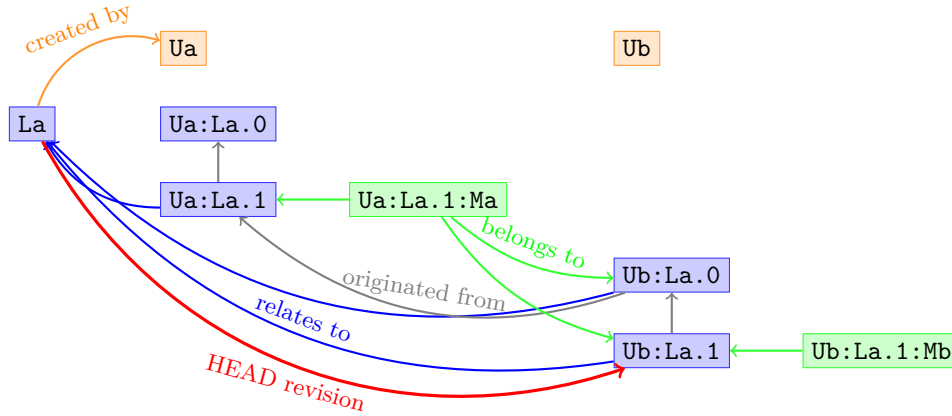 created by
Ua
Ub
La
Ua:La.0
Ua:La.1
Ua:La.1:Ma
belongs to
originated from
Ub:La.0
relates to
Ub:La.1
Ub:La.1:Mb
HEAD revision